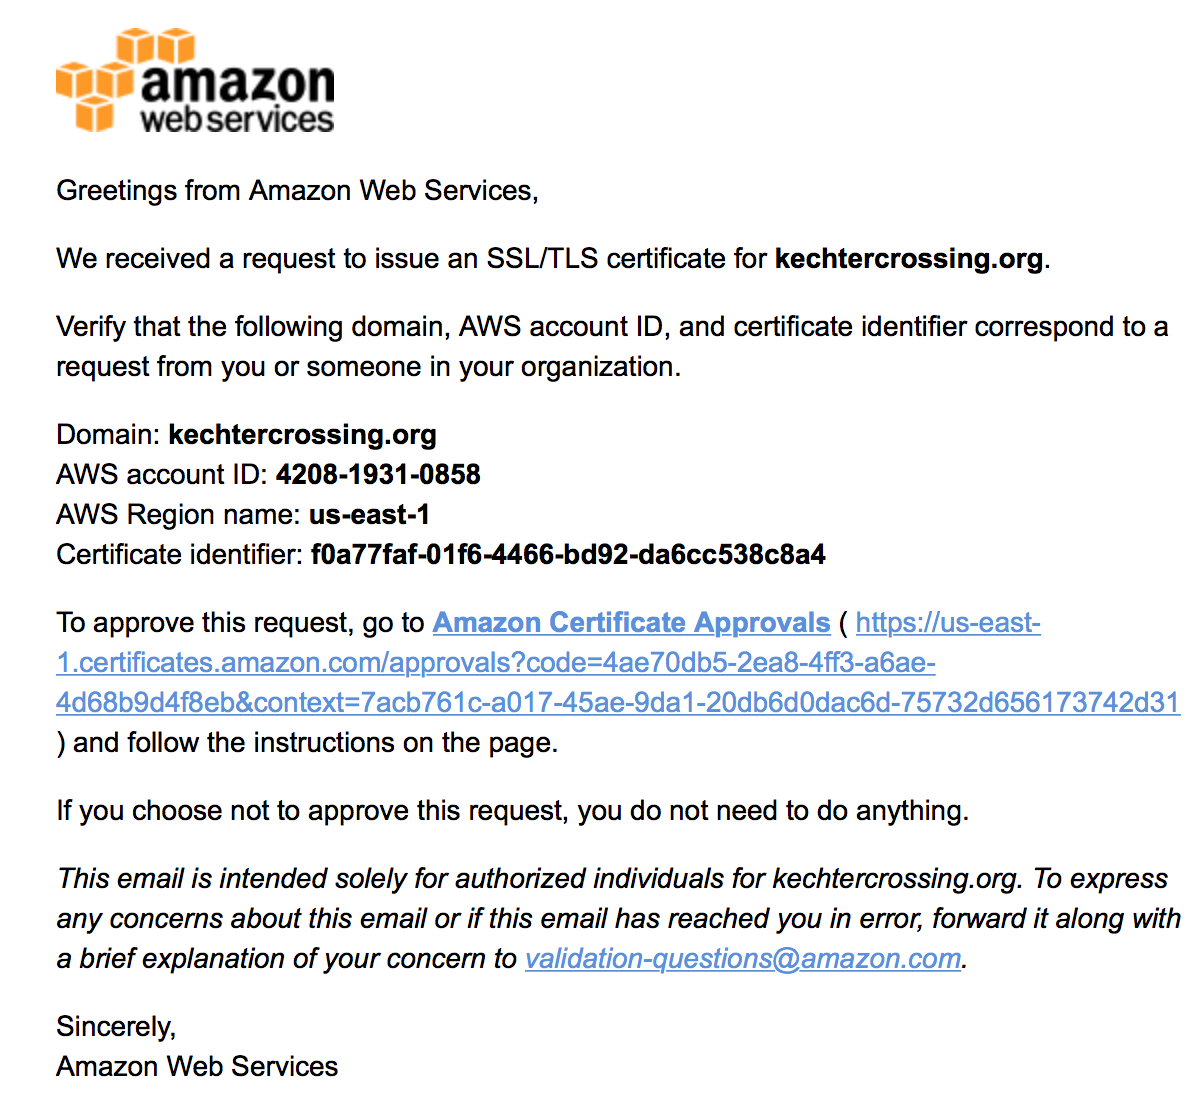 amazon
web services
Greetings from Amazon Web Services,
We received a request to issue an SSL/TLS certificate for kechtercrossing.org.
Verify that the following domain, AWS account ID, and certificate identifier correspond to a
request from you or someone in your organization.
Domain: kechtercrossing.org
AWS account ID: 4208-1931-0858
AWS Region name: us-east-1
Certificate identifier: f0a77faf-01f6-4466-bd92-da6cc538c8a4
To approve this request, go to Amazon Certificate Approvals ( https://us-east-
1.certificates.amazon.com/approvals?code=4ae70db5-2ea8-4ff3-a6ae-
4d68b9d4f8eb&context=7acb761c-a017-45ae-9da1-20db6d0dac6d-75732d656173742d31
) and follow the instructions on the page.
If you choose not to approve this request, you do not need to do anything.
This email is intended solely for authorized individuals for kechtercrossing.org. To express
any concerns about this email or if this email has reached you in error, forward it along with
a brief explanation of your concern to validation-questions@amazon.com.
Sincerely,
Amazon Web Services